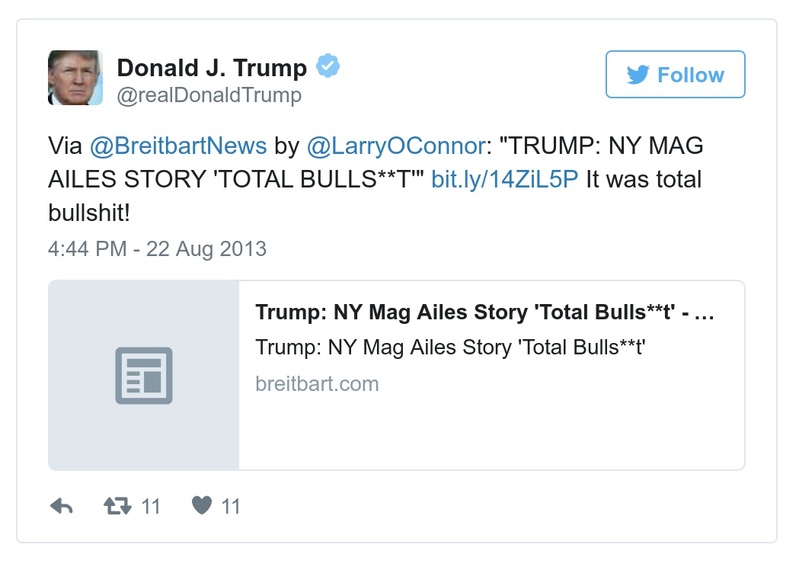 Donald J. Trump
@realDonaldTrump
Follow
Via @BreitbartNews by @LarryOConnor: "TRUMP: NY MAG
AILES STORY 'TOTAL BULLS**T'" bit.ly/14ZiL5P It was total
bullshit!
4:44 PM - 22 Aug 2013
Trump: NY Mag Ailes Story 'Total Bulls**t' - ...
Trump: NY Mag Ailes Story 'Total Bulls**t'
breitbart.com
11 11